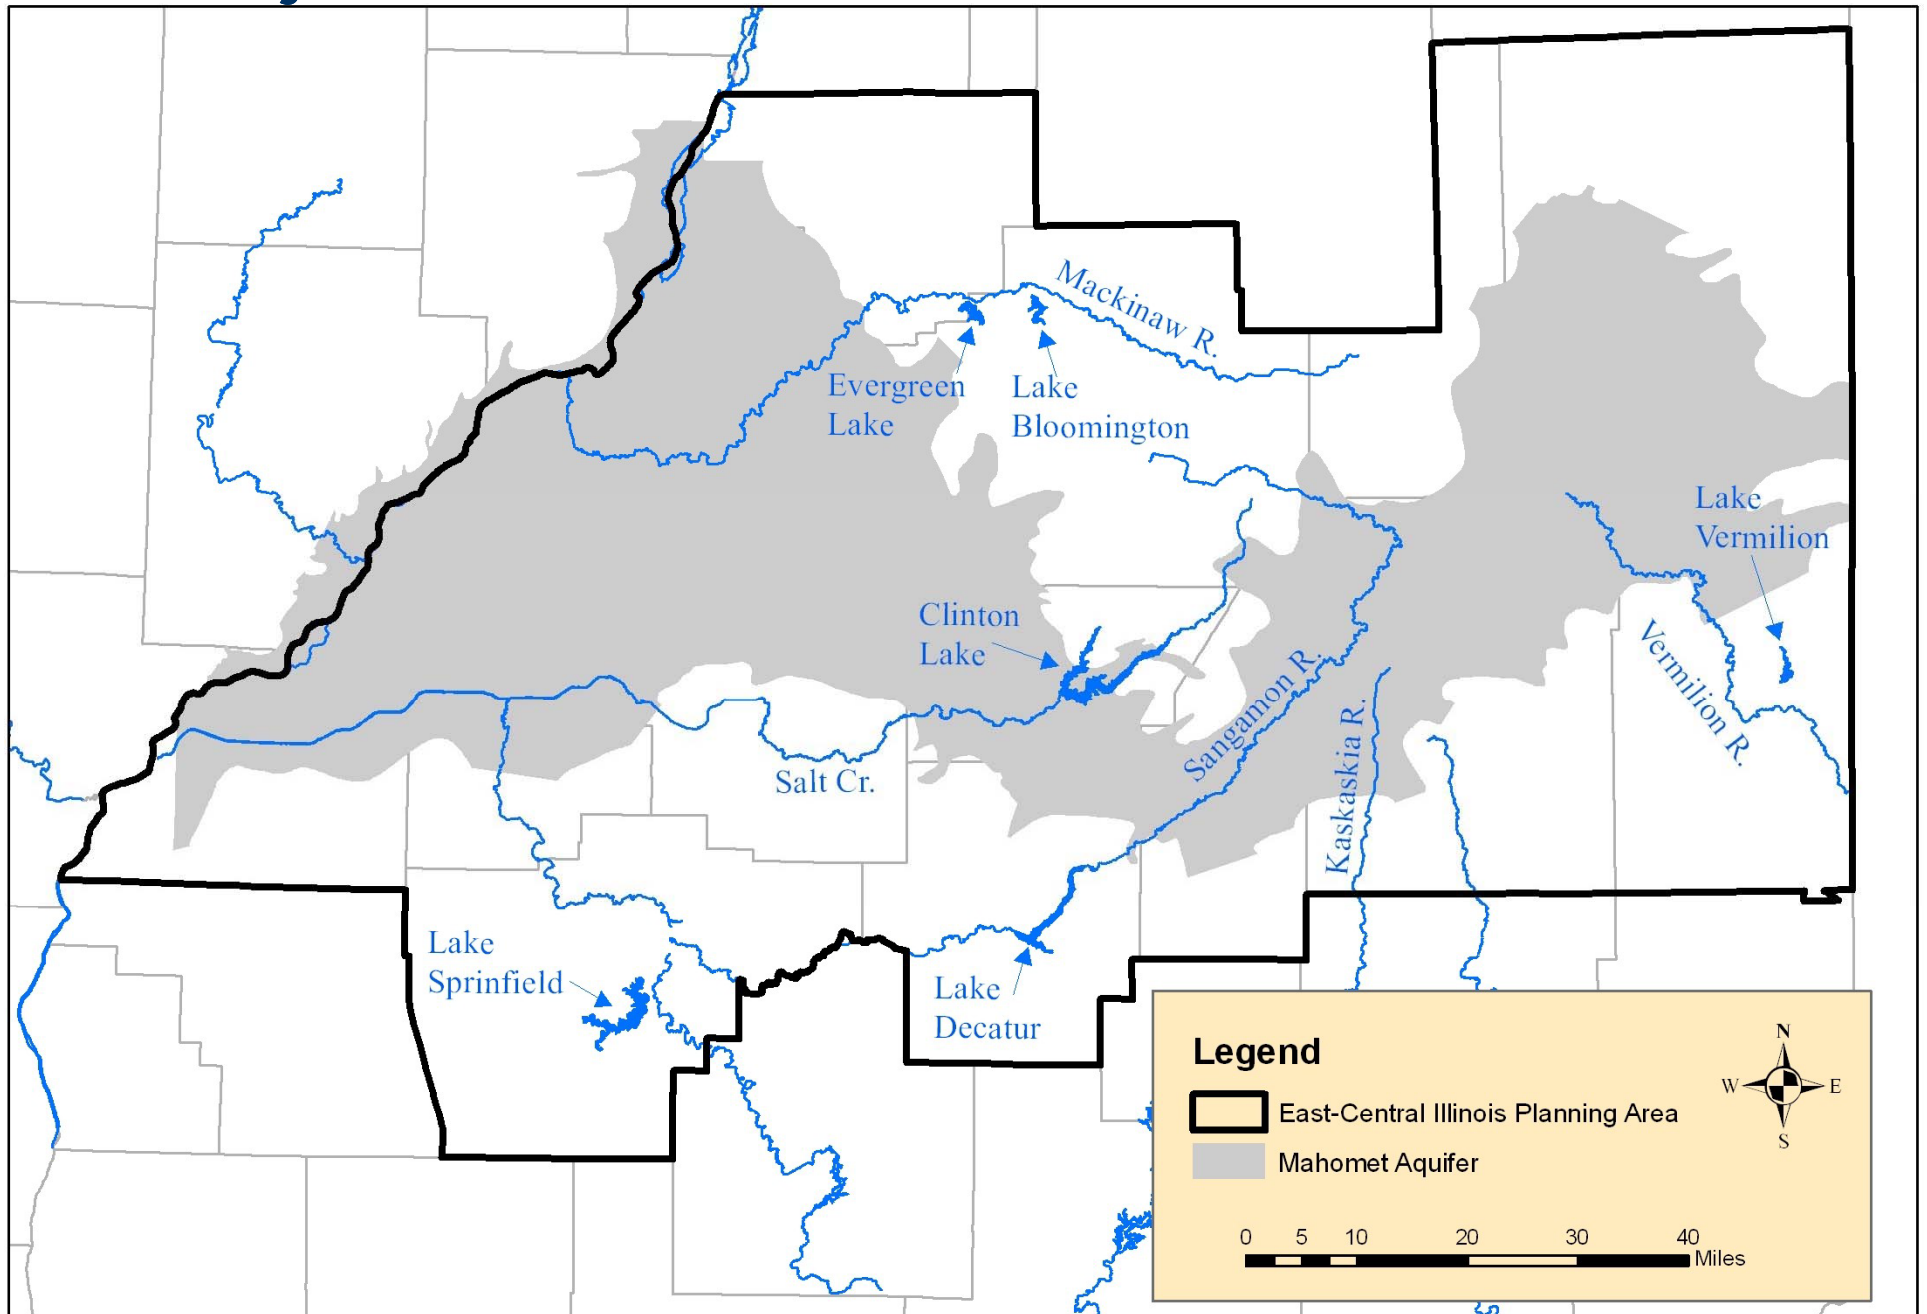 Mackinaw R.
Evergreen
Lake
Lake
Bloomington
Lake
Vermilion
Clinton
Lake
Vermilion R.
Sangamon R.
Kaskaskia R.
Salt Cr.
Lake
Sprinfield
Lake
Decatur
Legend
East-Central Illinois Planning Area
Mahomet Aquifer
N
W
E
S
0 5 10 20 30 40
Miles